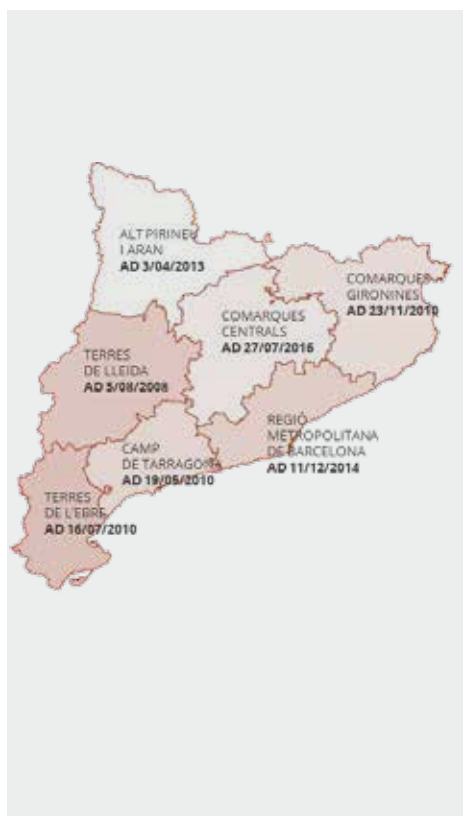 ALT PIRINEU
I ARAN
AD 3/04/2013
COMARQUES
GIRONINES
AD 23/11/2010
COMARQUES
CENTRALS
AD 27/07/2016
TERRES
DE LLEIDA
AD 5/08/2008
REGIÓ
METROPOLITANA
DE BARCELONA
AD 11/12/2014
CAMP
DE TARRAGONA
AD 19/05/2010
TERRES
DE L'EBRE
AD 16/07/2010